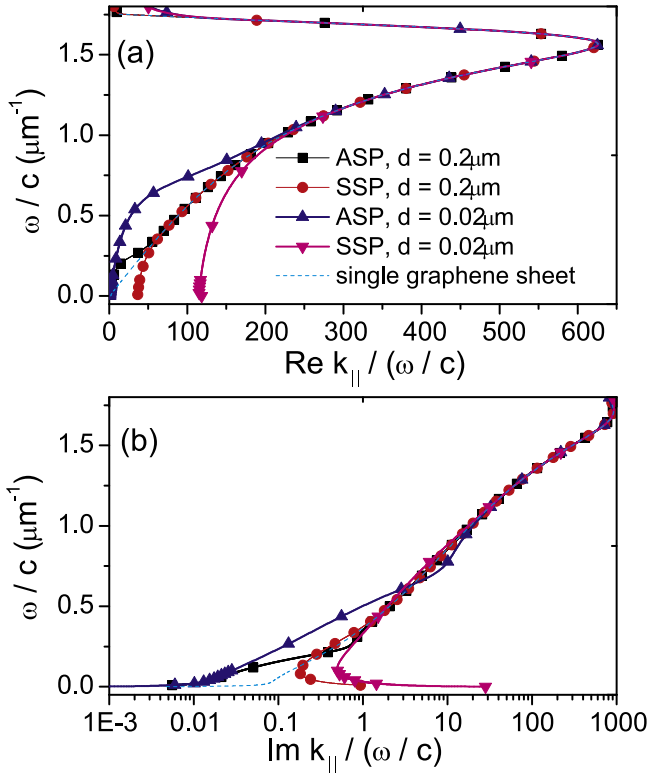 (a)
ω / c (μm⁻¹)
1.5
1.0
0.5
0.0
ASP, d = 0.2μm
SSP, d = 0.2μm
ASP, d = 0.02μm
SSP, d = 0.02μm
single graphene sheet
0 100 200 300 400 500 600
Re k|| / (ω / c)
(b)
ω / c (μm⁻¹)
1.5
1.0
0.5
0.0
1E-3 0.01 0.1 1 10 100 1000
Im k|| / (ω / c)